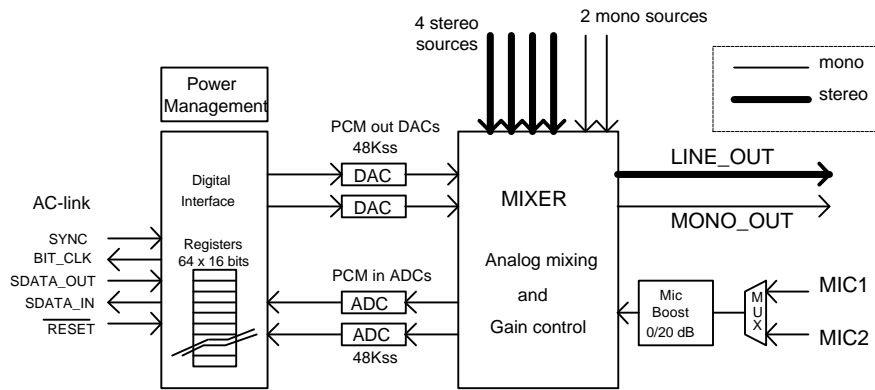 4 stereo
sources
2 mono sources
mono
stereo
Power
Management
PCM out DACs
48Kss
DAC
DAC
LINE_OUT
MONO_OUT
Digital
Interface
MIXER
AC-link
SYNC
BIT_CLK
SDATA_OUT
SDATA_IN
RESET
Registers
64 x 16 bits
PCM in ADCs
ADC
ADC
48Kss
Analog mixing
and
Gain control
Mic
Boost
0/20 dB
MUX
MIC1
MIC2